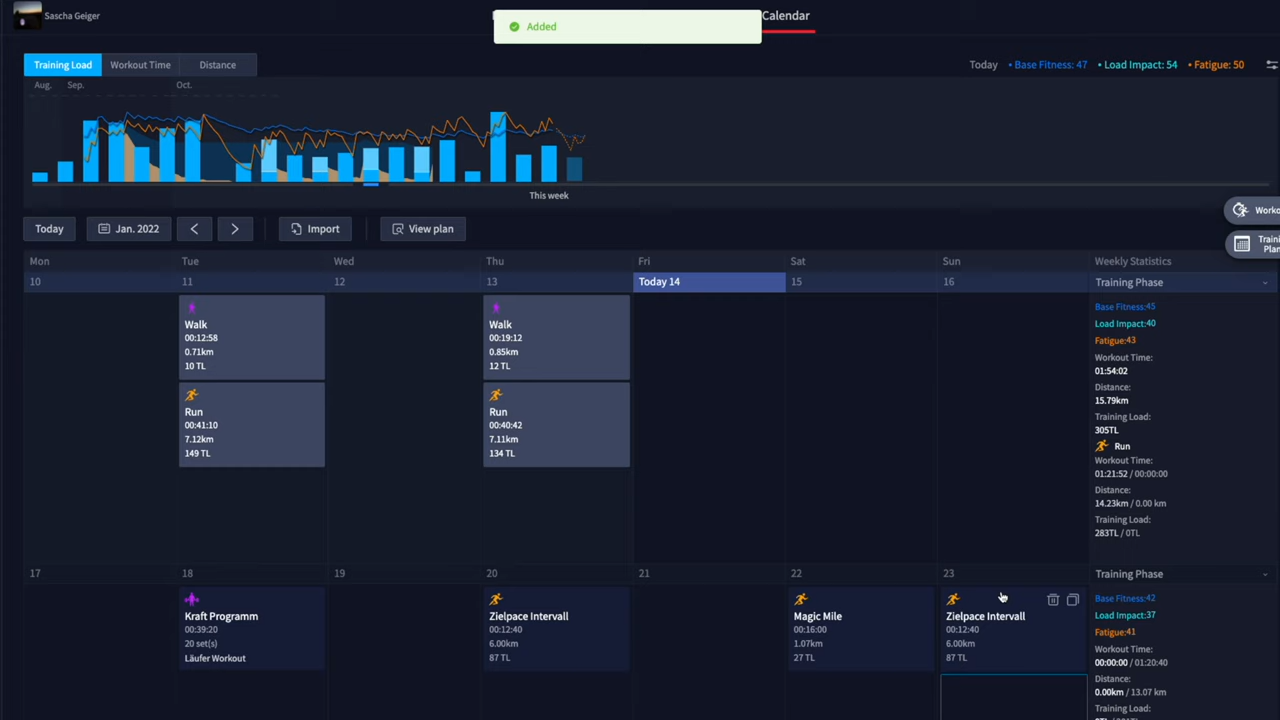 Sascha Geiger
Added
Calendar
Training Load
Workout Time
Distance
Today
• Base Fitness: 47
• Load Impact: 54
• Fatigue: 50
Aug.
Sep.
Oct.
This week
Today
Jan. 2022
Import
View plan
Worko
Traini
Plan
Mon
Tue
Wed
Thu
Fri
Sat
Sun
Weekly Statistics
10
11
12
13
Today 14
15
16
Training Phase
Walk
00:12:58
0.71km
10 TL
Run
00:41:10
7.12km
149 TL
Walk
00:19:12
0.85km
12 TL
Run
00:40:42
7.11km
134 TL
Base Fitness:45
Load Impact:40
Fatigue:43
Workout Time:
01:54:02
Distance:
15.79km
Training Load:
305TL
Run
Workout Time:
01:21:52 / 00:00:00
Distance:
14.23km / 0.00 km
Training Load:
283TL / 0TL
17
18
19
20
21
22
23
Training Phase
Kraft Programm
00:39:20
20 set(s)
Läufer Workout
Zielpace Intervall
00:12:40
6.00km
87 TL
Magic Mile
00:16:00
1.07km
27 TL
Zielpace Intervall
00:12:40
6.00km
87 TL
Base Fitness:42
Load Impact:37
Fatigue:41
Workout Time:
00:00:00 / 01:20:40
Distance:
0.00km / 13.07 km